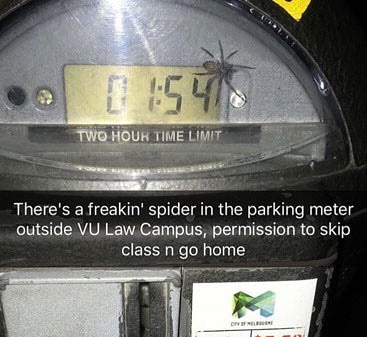 01:54
TWO HOUR TIME LIMIT
There's a freakin' spider in the parking meter
outside VU Law Campus, permission to skip
class n go home
CITY OF MELBOURNE